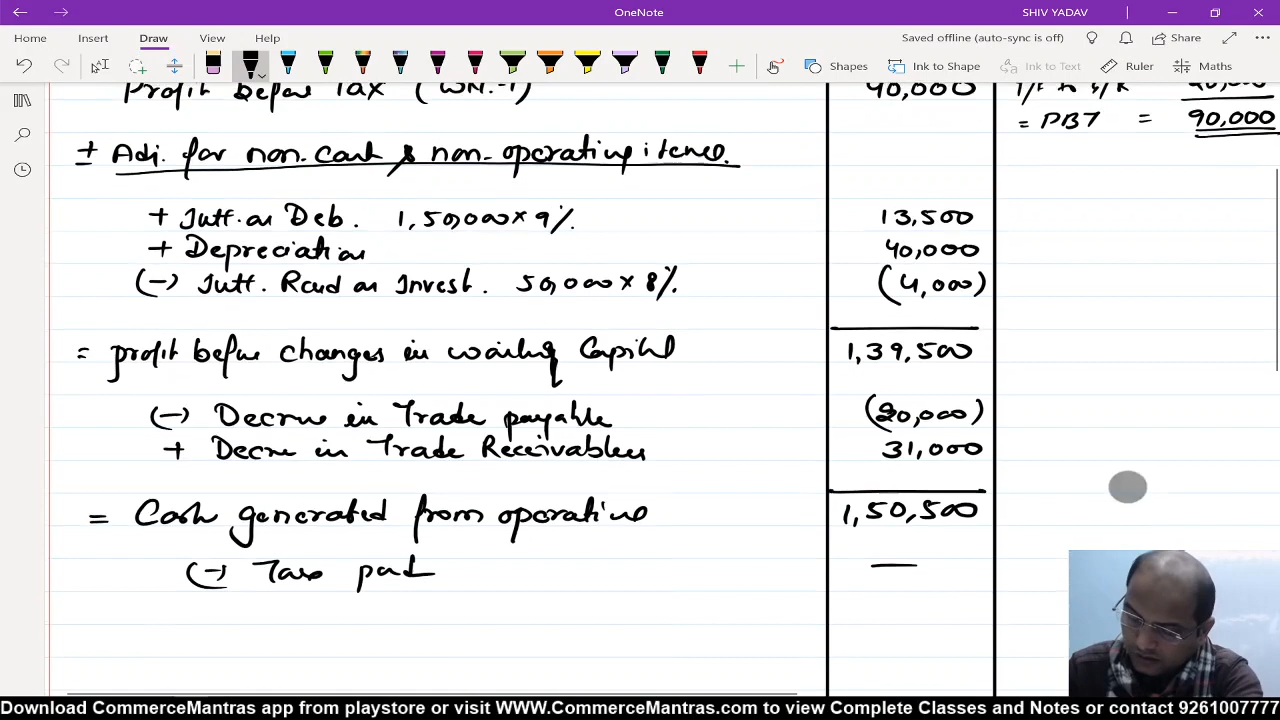 OneNote
SHIV YADAV
Home Insert Draw View Help
Saved offline (auto-sync is off)
Share
Shapes
Ink to Shape
Ink to Text
Ruler
Maths
Profit Before Tax (WN.-1) 90,000
= PBT = 90,000
± Adj. for non-cash & non-operating items.
+ Intt. on Deb. 1,50,000 × 9% 13,500
+ Depreciation 40,000
(-) Intt. Recd on Invest. 50,000 × 8% (4,000)
= profit before changes in working Capital 1,39,500
(-) Decrease in Trade payable (20,000)
+ Decre in Trade Receivables 31,000
= Cash generated from operations 1,50,500
(-) Tax paid —
Download CommerceMantras app from playstore or visit WWW.CommerceMantras.com to view Complete Classes and Notes or contact 9261007777